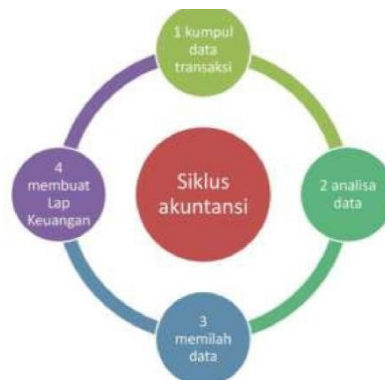 1 kumpul
data
transaksi
Siklus
akuntansi
2 analisa
data
3
memilah
data
4
membuat
Lap
Keuangan